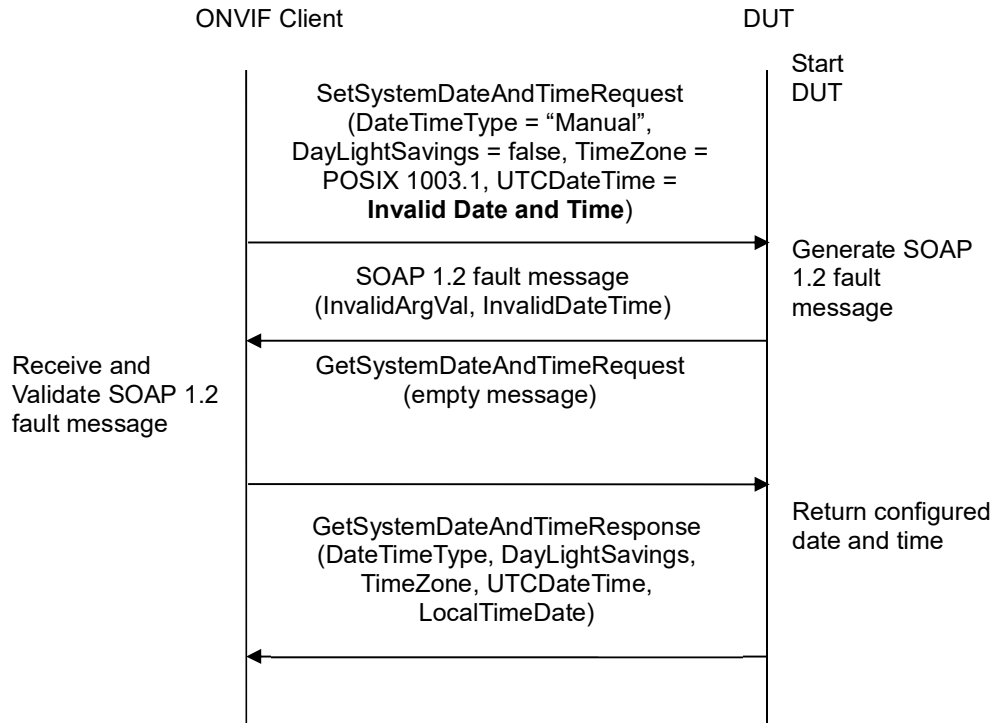 ONVIF Client
DUT
Start
DUT
SetSystemDateAndTimeRequest
(DateTimeType = “Manual”,
DayLightSavings = false, TimeZone =
POSIX 1003.1, UTCDateTime =
Invalid Date and Time)
Generate SOAP
1.2 fault
message
SOAP 1.2 fault message
(InvalidArgVal, InvalidDateTime)
Receive and
Validate SOAP 1.2
fault message
GetSystemDateAndTimeRequest
(empty message)
Return configured
date and time
GetSystemDateAndTimeResponse
(DateTimeType, DayLightSavings,
TimeZone, UTCDateTime,
LocalTimeDate)